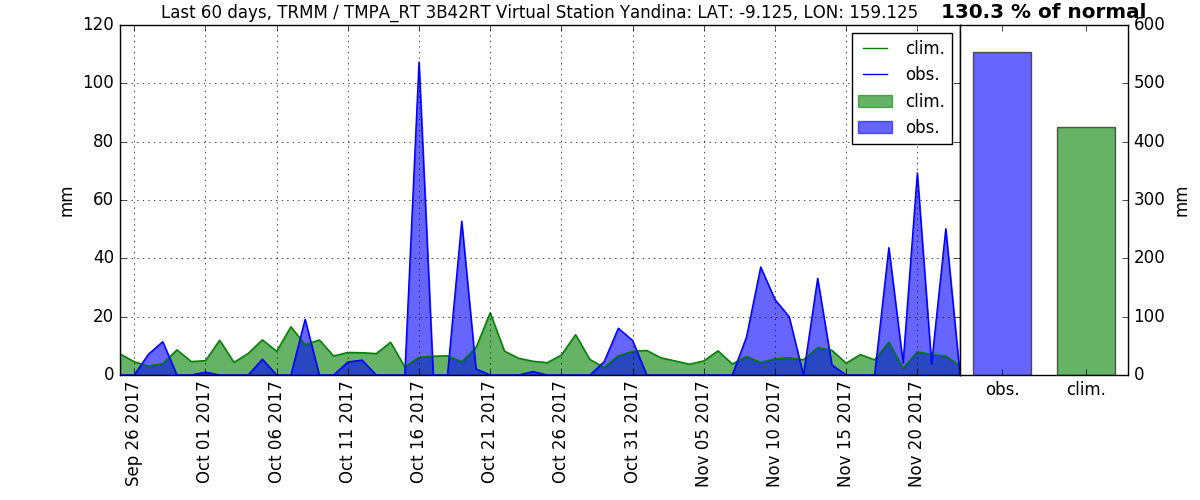 Last 60 days, TRMM / TMPA_RT 3B42RT Virtual Station Yandina: LAT: -9.125, LON: 159.125
130.3 % of normal
120
100
80
60
40
20
0
mm
clim.
obs.
clim.
obs.
600
500
400
300
200
100
0
mm
Sep 26 2017
Oct 01 2017
Oct 06 2017
Oct 11 2017
Oct 16 2017
Oct 21 2017
Oct 26 2017
Oct 31 2017
Nov 05 2017
Nov 10 2017
Nov 15 2017
Nov 20 2017
obs.
clim.